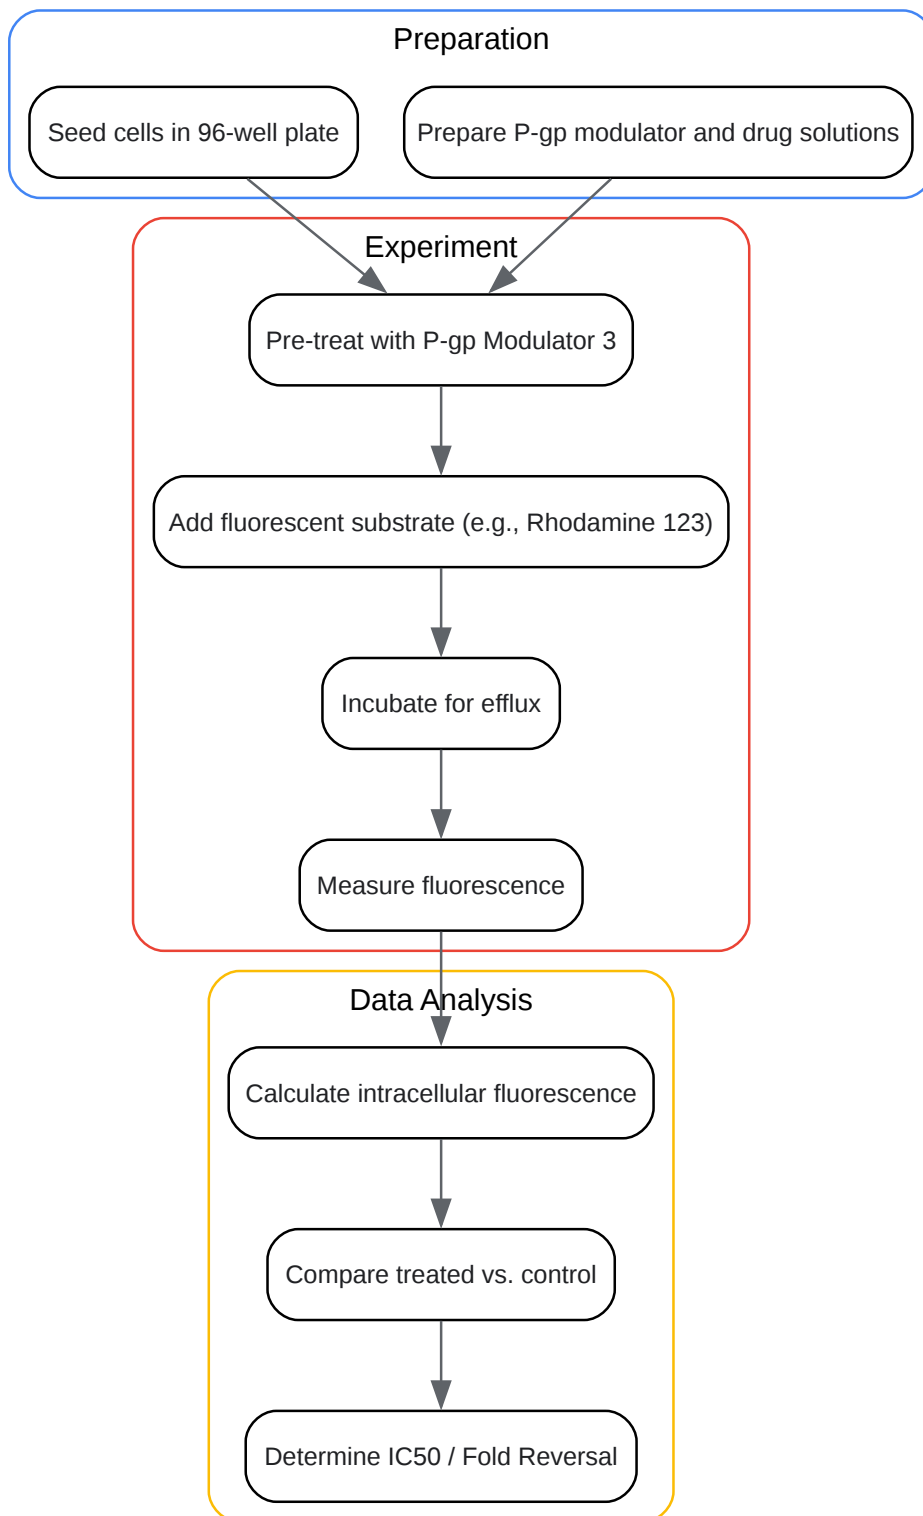 Preparation
Seed cells in 96-well plate
Prepare P-gp modulator and drug solutions
Experiment
Pre-treat with P-gp Modulator 3
Add fluorescent substrate (e.g., Rhodamine 123)
Incubate for efflux
Measure fluorescence
Data Analysis
Calculate intracellular fluorescence
Compare treated vs. control
Determine IC50 / Fold Reversal